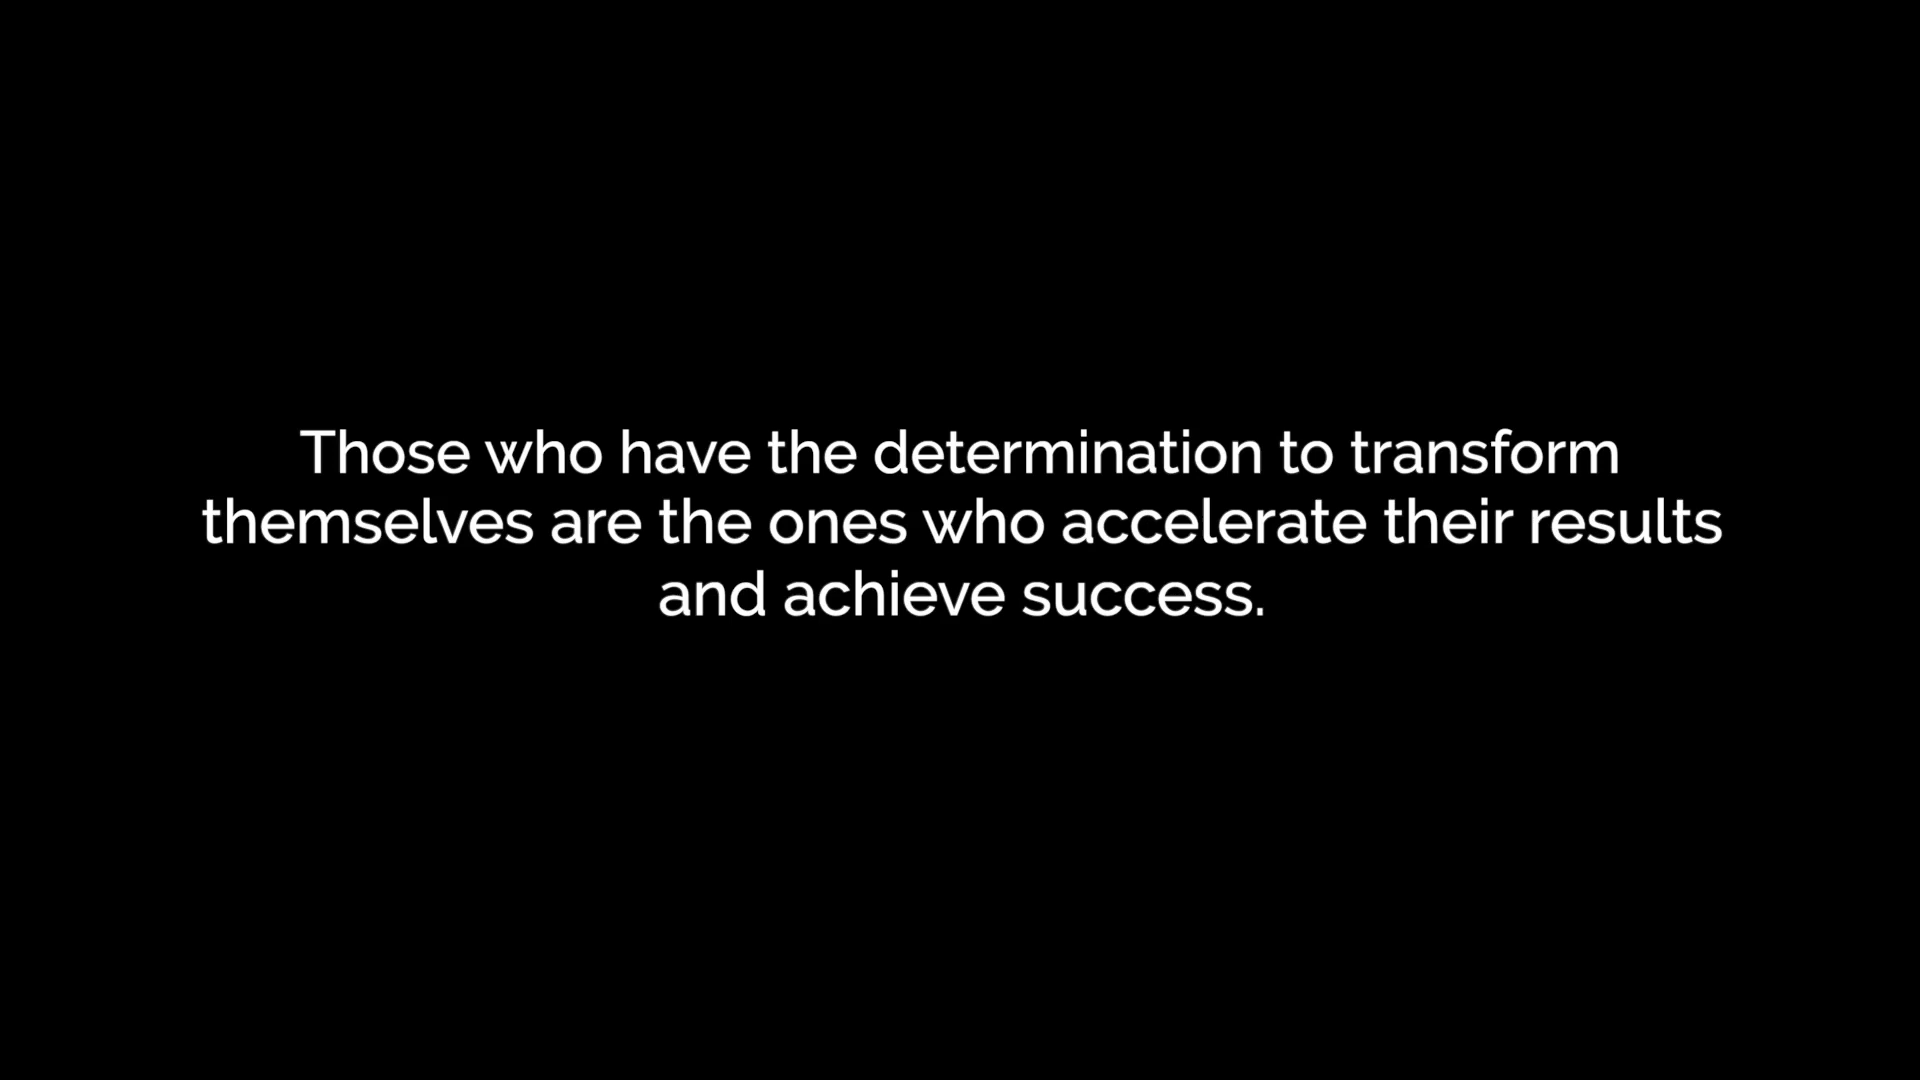 Those who have the determination to transform
themselves are the ones who accelerate their results
and achieve success.